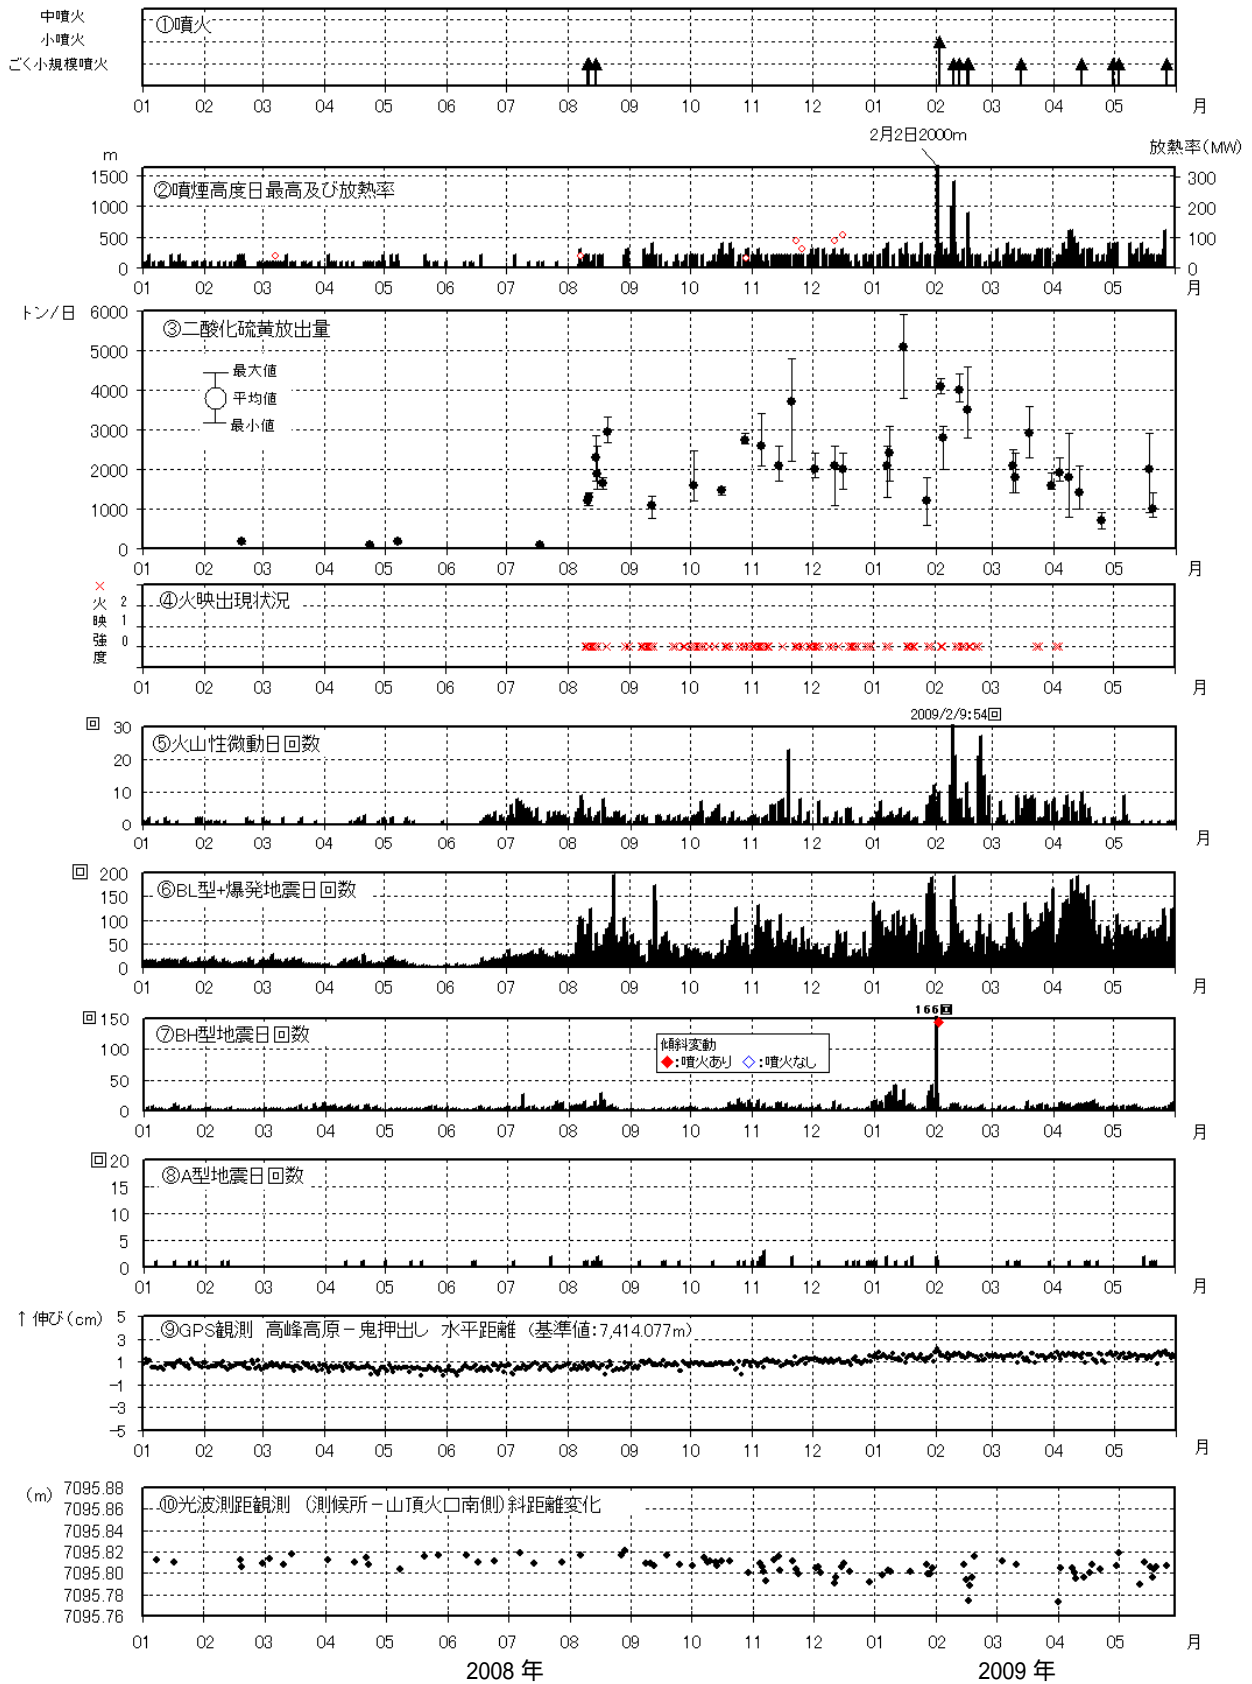 中噴火
小噴火
ごく小規模噴火
①噴火
01 02 03 04 05 06 07 08 09 10 11 12 01 02 03 04 05 月
2月2日2000m
m
放熱率(MW)
②噴煙高度日最高及び放熱率
1500
1000
500
0
300
200
100
0
01 02 03 04 05 06 07 08 09 10 11 12 01 02 03 04 05 月
トン/日
③二酸化硫黄放出量
最大値
平均値
最小値
6000
5000
4000
3000
2000
1000
0
01 02 03 04 05 06 07 08 09 10 11 12 01 02 03 04 05 月
×火映強度
④火映出現状況
2
1
0
01 02 03 04 05 06 07 08 09 10 11 12 01 02 03 04 05 月
回
2009/2/9:54回
⑤火山性微動日回数
30
20
10
0
01 02 03 04 05 06 07 08 09 10 11 12 01 02 03 04 05 月
回
⑥BL型+爆発地震日回数
200
150
100
50
0
01 02 03 04 05 06 07 08 09 10 11 12 01 02 03 04 05 月
回
166回
⑦BH型地震日回数
傾斜変動
◆:噴火あり ◇:噴火なし
150
100
50
0
01 02 03 04 05 06 07 08 09 10 11 12 01 02 03 04 05 月
回
⑧A型地震日回数
20
15
10
5
0
01 02 03 04 05 06 07 08 09 10 11 12 01 02 03 04 05 月
↑伸び(cm)
⑨GPS観測 高峰高原−鬼押出し 水平距離 (基準値:7,414.077m)
5
3
1
−1
−3
−5
01 02 03 04 05 06 07 08 09 10 11 12 01 02 03 04 05 月
(m)
⑩光波測距観測 (測候所−山頂火口南側)斜距離変化
7095.88
7095.86
7095.84
7095.82
7095.80
7095.78
7095.76
01 02 03 04 05 06 07 08 09 10 11 12 01 02 03 04 05 月
2008 年 2009 年